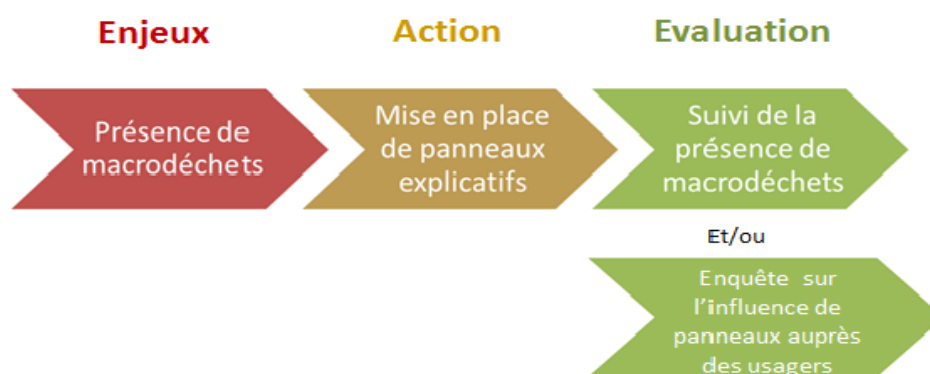 Enjeux
Action
Evaluation
Présence de
macrodéchets
Mise en place
de panneaux
explicatifs
Suivi de la
présence de
macrodéchets
Et/ou
Enquête sur
l'influence de
panneaux auprès
des usagers